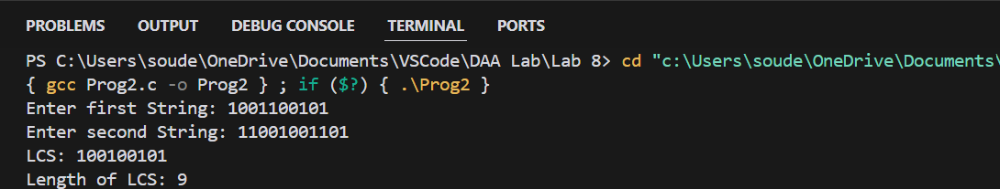 PROBLEMS OUTPUT DEBUG CONSOLE TERMINAL PORTS
PS C:\Users\soude\OneDrive\Documents\VSCode\DAA Lab\Lab 8> cd "c:\Users\soude\OneDrive\Documents\
{ gcc Prog2.c -o Prog2 } ; if ($?) { .\Prog2 }
Enter first String: 1001100101
Enter second String: 11001001101
LCS: 100100101
Length of LCS: 9